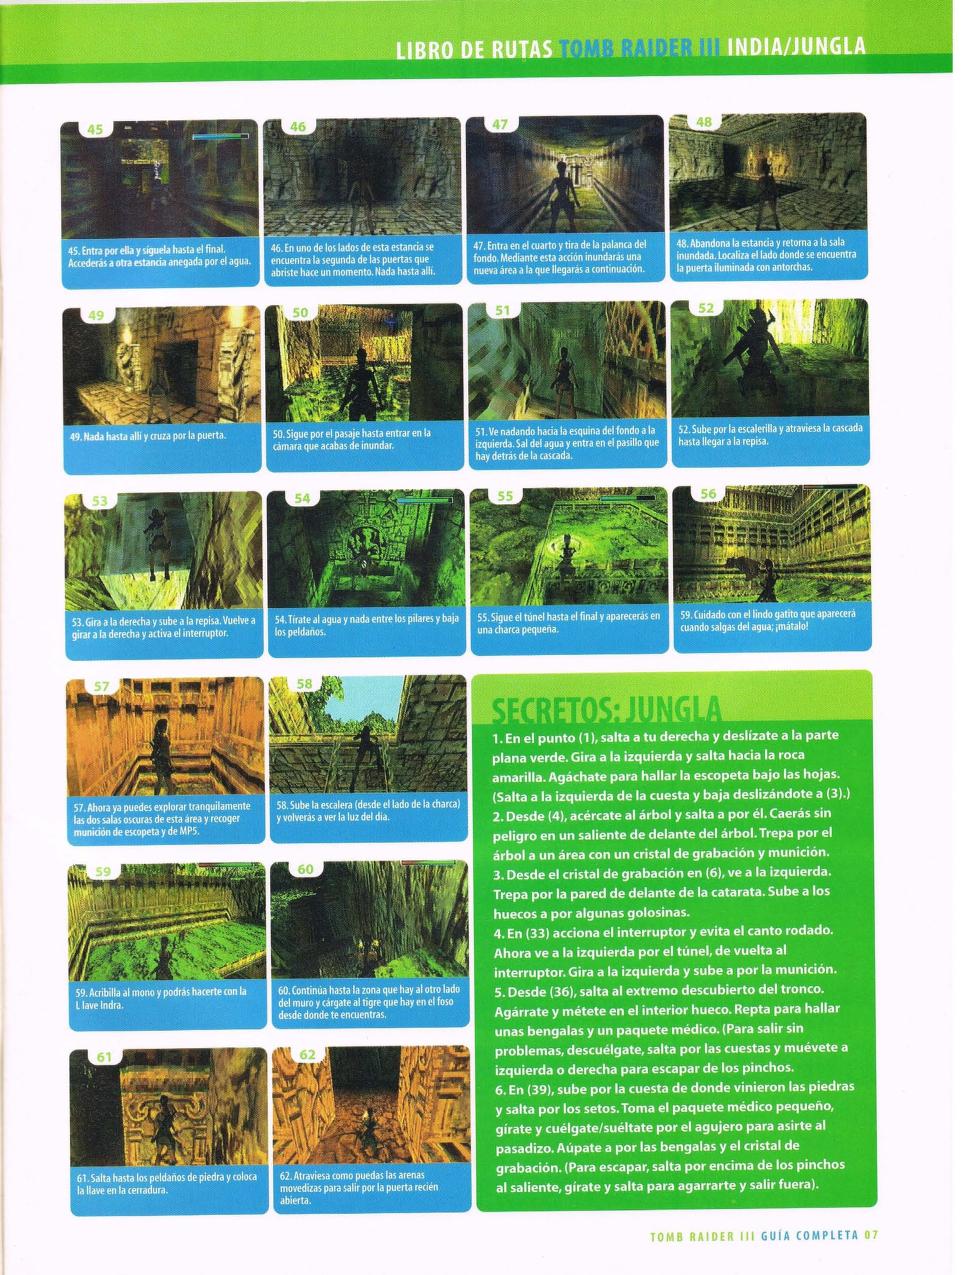 LIBRO DE RUTAS TOMB RAIDER III INDIA/JUNGLA
45
45. Entra por ella y síguela hasta el final.
Accederás a otra estancia anegada por el agua.
46
46. En uno de los lados de esta estancia se
encuentra la segunda de las puertas que
abriste hace un momento. Nada hasta allí.
47
47. Entra en el cuarto y tira de la palanca del
fondo. Mediante esta acción inundarás una
nueva área a la que llegarás a continuación.
48
48. Abandona la estancia y retorna a la sala
inundada. Localiza el lado donde se encuentra
la puerta iluminada con antorchas.
49
49. Nada hasta allí y cruza por la puerta.
50
50. Sigue por el pasaje hasta entrar en la
cámara que acabas de inundar.
51
51. Ve nadando hacia la esquina del fondo a la
izquierda. Sal del agua y entra en el pasillo que
hay detrás de la cascada.
52
52. Sube por la escalerilla y atraviesa la cascada
hasta llegar a la repisa.
53
53. Gira a la derecha y sube a la repisa. Vuelve a
girar a la derecha y activa el interruptor.
54
54. Tírate al agua y nada entre los pilares y baja
los peldaños.
55
55. Sigue el túnel hasta el final y aparecerás en
una charca pequeña.
56
59. Cuidado con el lindo gatito que aparecerá
cuando salgas del agua; ¡mátalo!
57
57. Ahora ya puedes explorar tranquilamente
las dos salas oscuras de esta área y recoger
munición de escopeta y de MP5.
58
58. Sube la escalera (desde el lado de la charca)
y volverás a ver la luz del día.
59
59. Acribilla al mono y podrás hacerte con la
L lave Indra.
60
60. Continúa hasta la zona que hay al otro lado
del muro y cárgate al tigre que hay en el foso
desde donde te encuentras.
61
61. Salta hasta los peldaños de piedra y coloca
la llave en la cerradura.
62
62. Atraviesa como puedas las arenas
movedizas para salir por la puerta recién
abierta.
SECRETOS: JUNGLA
1. En el punto (1), salta a tu derecha y deslízate a la parte
plana verde. Gira a la izquierda y salta hacia la roca
amarilla. Agáchate para hallar la escopeta bajo las hojas.
(Salta a la izquierda de la cuesta y baja deslizándote a (3).)
2. Desde (4), acércate al árbol y salta a por él. Caerás sin
peligro en un saliente de delante del árbol. Trepa por el
árbol a un área con un cristal de grabación y munición.
3. Desde el cristal de grabación en (6), ve a la izquierda.
Trepa por la pared de delante de la catarata. Sube a los
huecos a por algunas golosinas.
4. En (33) acciona el interruptor y evita el canto rodado.
Ahora ve a la izquierda por el túnel, de vuelta al
interruptor. Gira a la izquierda y sube a por la munición.
5. Desde (36), salta al extremo descubierto del tronco.
Agárrate y métete en el interior hueco. Repta para hallar
unas bengalas y un paquete médico. (Para salir sin
problemas, descuélgate, salta por las cuestas y muévete a
izquierda o derecha para escapar de los pinchos.
6. En (39), sube por la cuesta de donde vinieron las piedras
y salta por los setos. Toma el paquete médico pequeño,
gírate y cuélgate/suéltate por el agujero para asirte al
pasadizo. Aúpate a por las bengalas y el cristal de
grabación. (Para escapar, salta por encima de los pinchos
al saliente, gírate y salta para agarrarte y salir fuera).
TOMB RAIDER III GUÍA COMPLETA 07